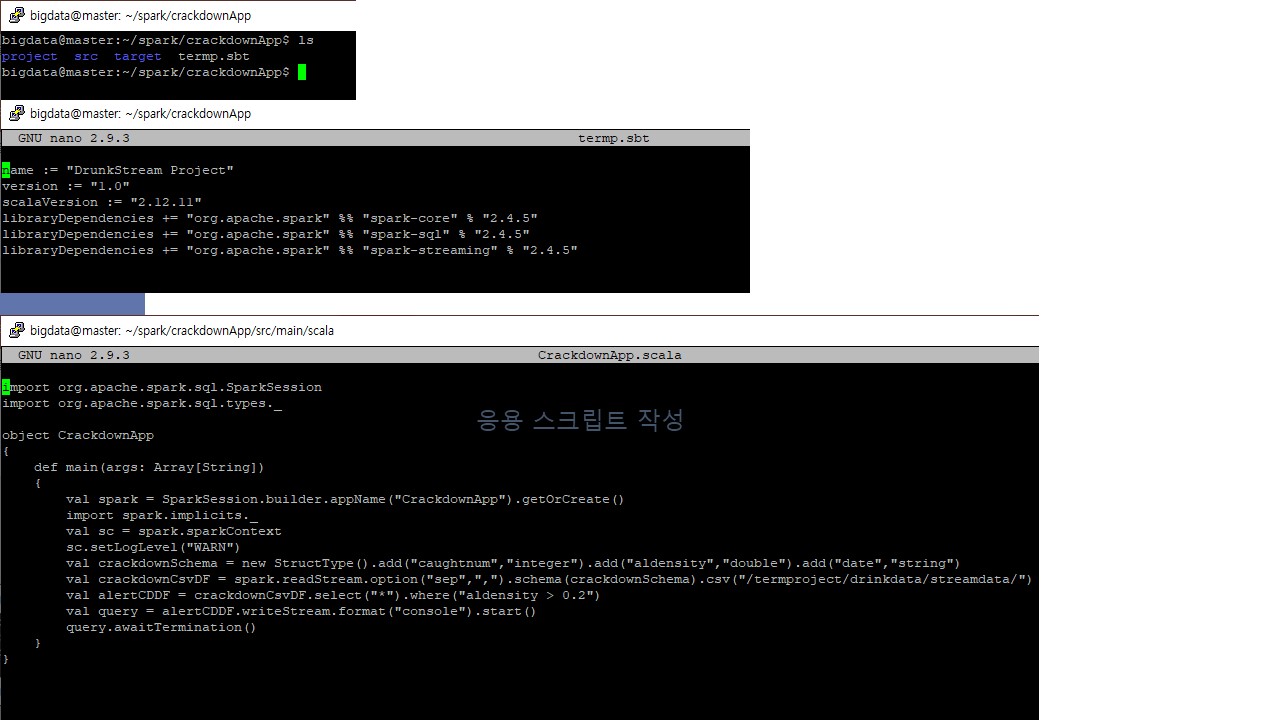 bigdata@master: ~/spark/crackdownApp
bigdata@master:~/spark/crackdownApp$ ls
project  src  target  termp.sbt
bigdata@master:~/spark/crackdownApp$
bigdata@master: ~/spark/crackdownApp
GNU nano 2.9.3 termp.sbt
name := "DrunkStream Project"
version := "1.0"
scalaVersion := "2.12.11"
libraryDependencies += "org.apache.spark" %% "spark-core" % "2.4.5"
libraryDependencies += "org.apache.spark" %% "spark-sql" % "2.4.5"
libraryDependencies += "org.apache.spark" %% "spark-streaming" % "2.4.5"
bigdata@master: ~/spark/crackdownApp/src/main/scala
GNU nano 2.9.3 CrackdownApp.scala
import org.apache.spark.sql.SparkSession
import org.apache.spark.sql.types._
응용 스크립트 작성
object CrackdownApp
{
    def main(args: Array[String])
    {
        val spark = SparkSession.builder.appName("CrackdownApp").getOrCreate()
        import spark.implicits._
        val sc = spark.sparkContext
        sc.setLogLevel("WARN")
        val crackdownSchema = new StructType().add("caughtnum","integer").add("aldensity","double").add("date","string")
        val crackdownCsvDF = spark.readStream.option("sep",",").schema(crackdownSchema).csv("/termproject/drinkdata/streamdata/")
        val alertCDDF = crackdownCsvDF.select("*").where("aldensity > 0.2")
        val query = alertCDDF.writeStream.format("console").start()
        query.awaitTermination()
    }
}